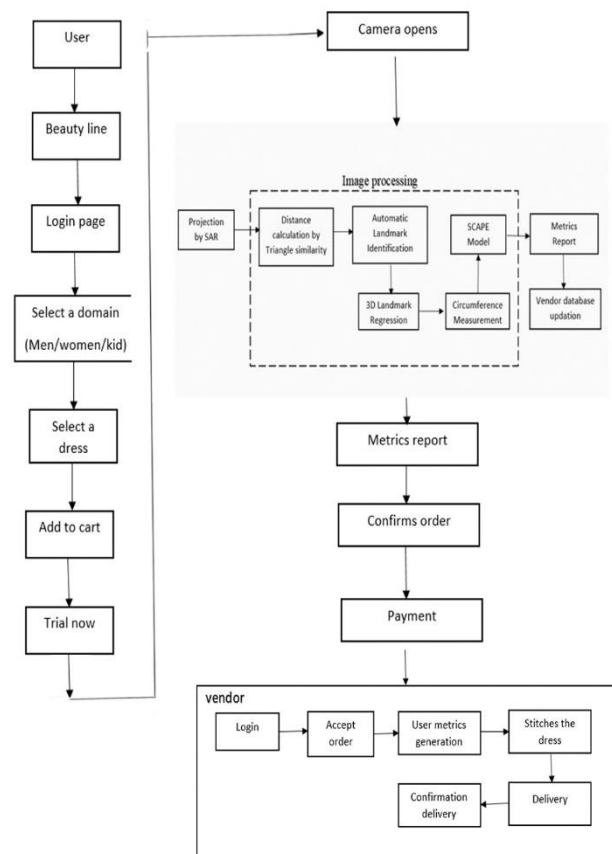 User
Beauty line
Login page
Select a domain
(Men/women/kid)
Select a
dress
Add to cart
Trial now
Camera opens
Image processing
Projection by
SAR
Distance
calculation by
Triangle similarity
Automatic
Landmark
Identification
3D Landmark
Regression
Circumference
Measurement
SCAPE
Model
Metrics
Report
Vendor database
updation
Metrics report
Confirms order
Payment
vendor
Login
Accept
order
User metrics
generation
Stitches the
dress
Delivery
Confirmation
delivery